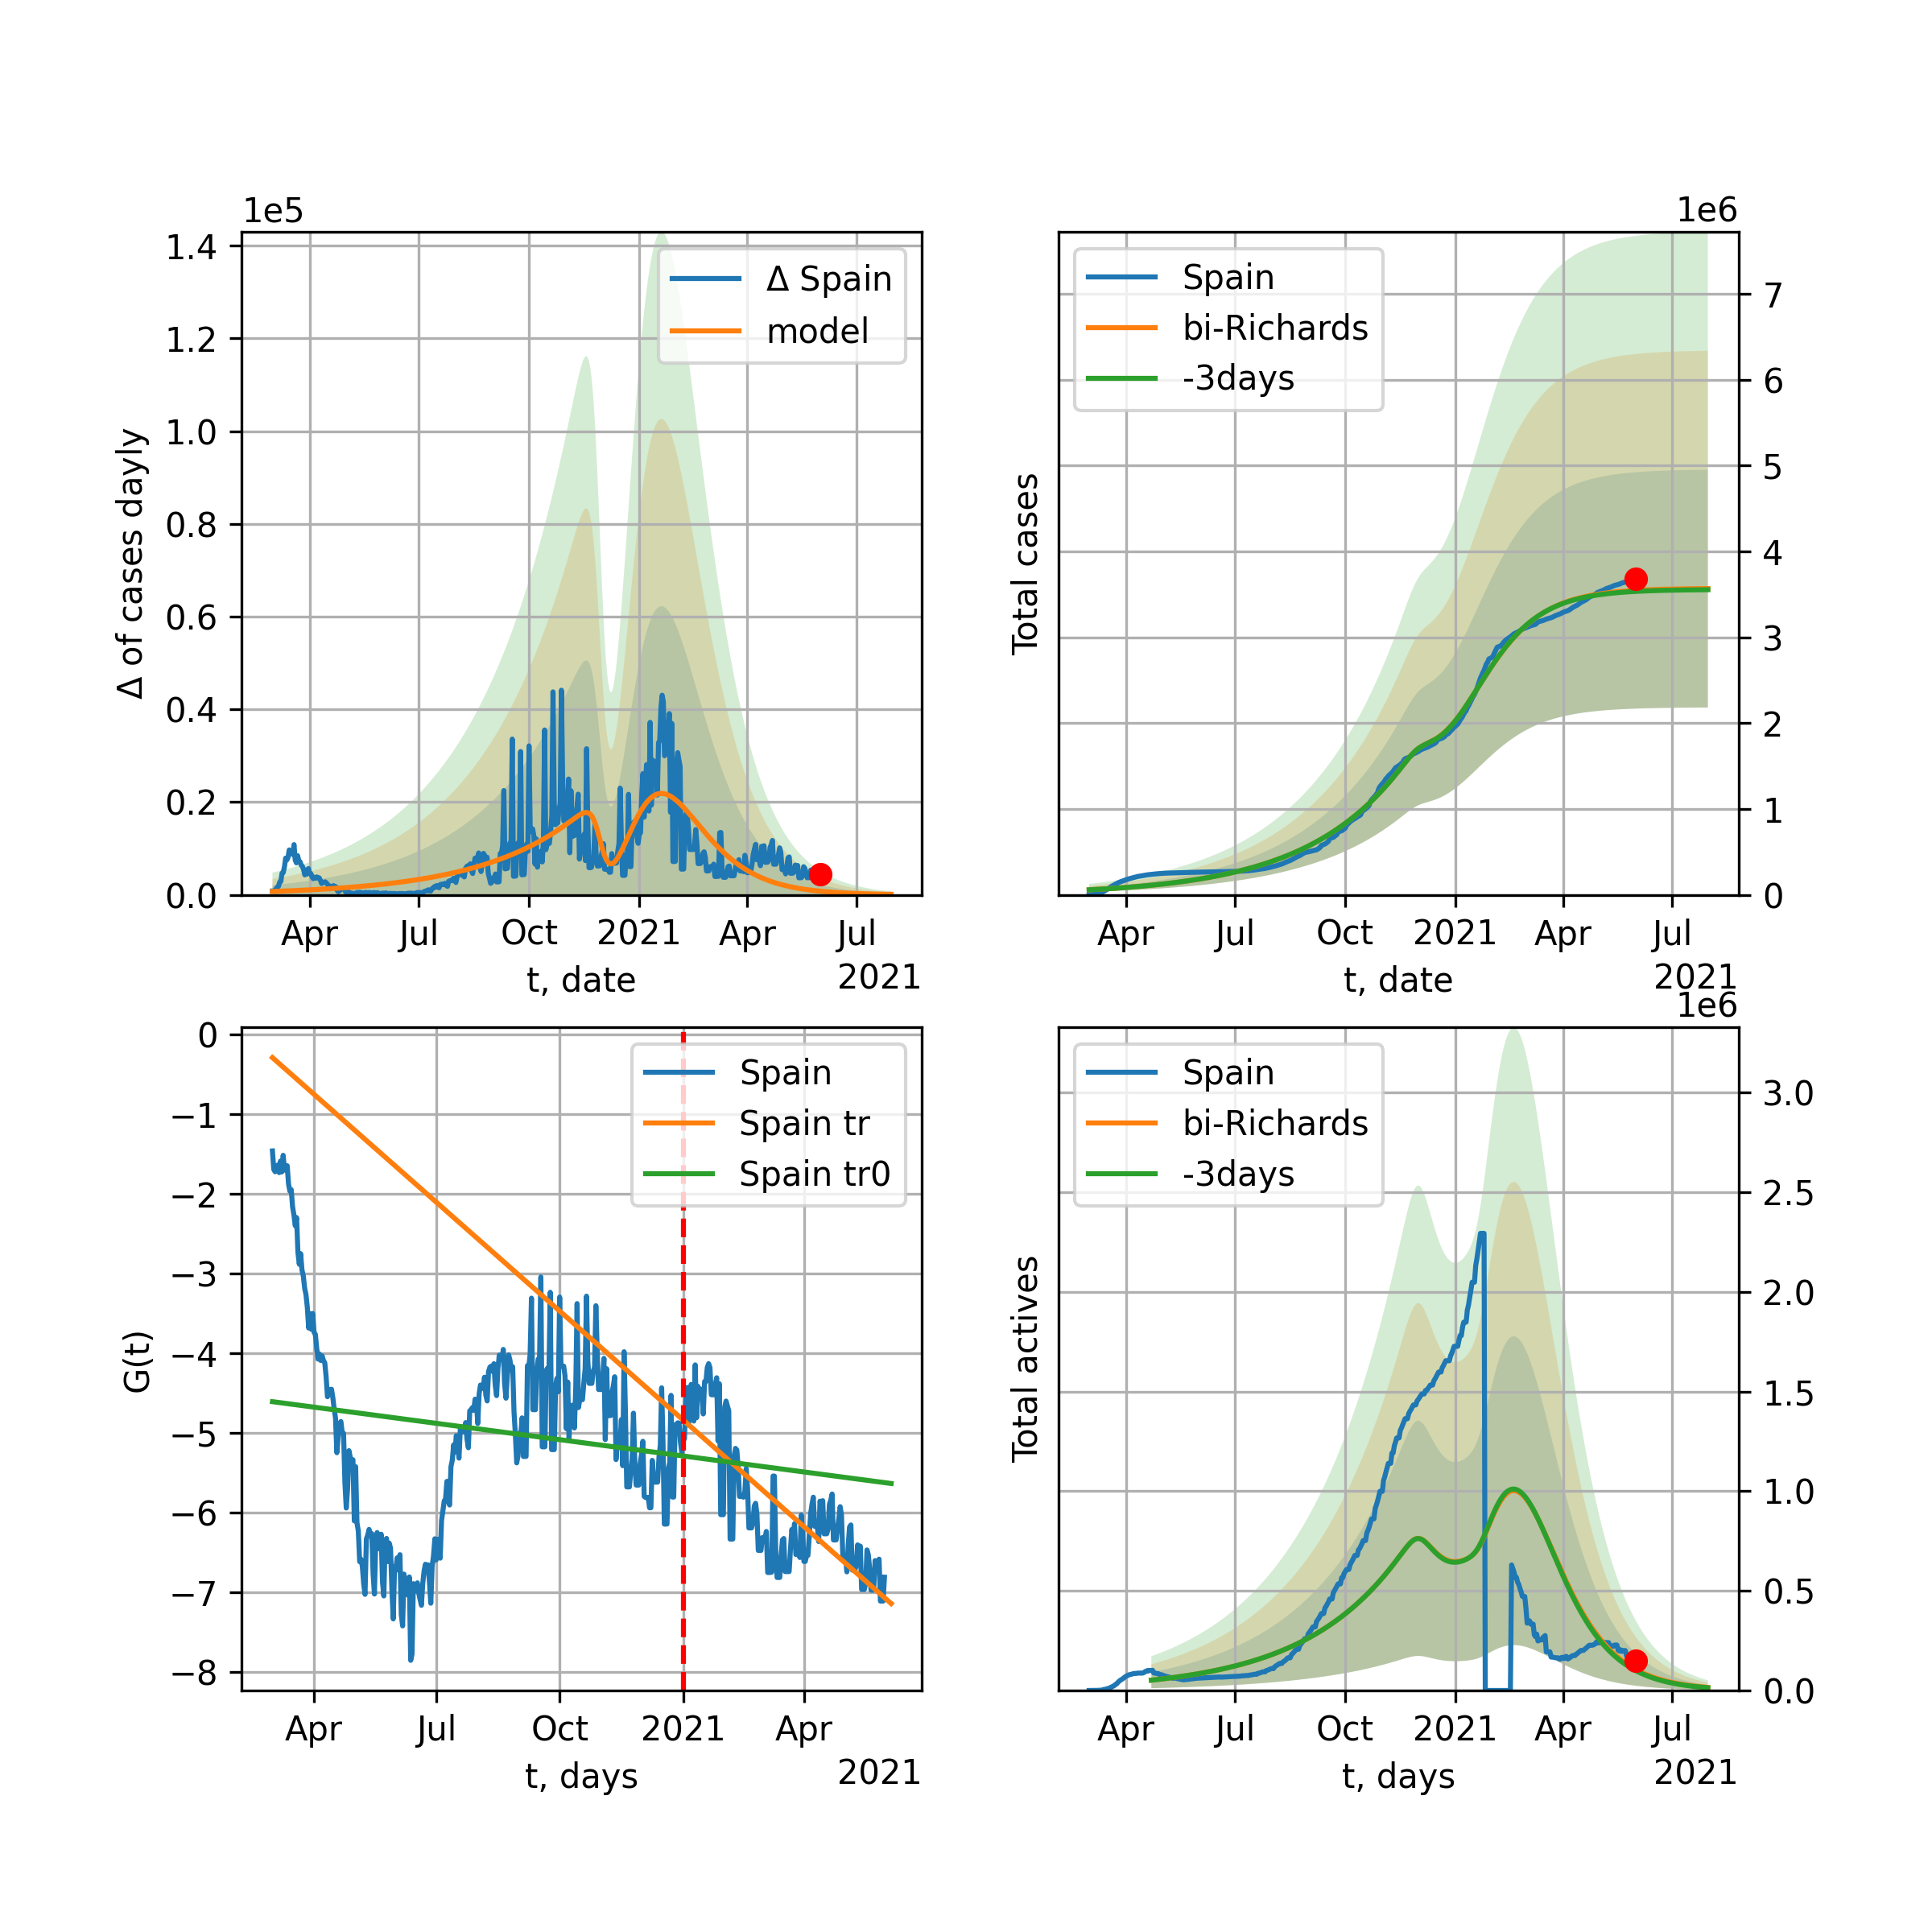 1e5
1.4
1.2
1.0
0.8
0.6
0.4
0.2
0.0
Δ of cases dayly
Δ Spain
model
Apr
Jul
Oct
2021
Apr
Jul
t, date
2021
1e6
Total cases
Spain
bi-Richards
-3days
7
6
5
4
3
2
1
0
Apr
Jul
Oct
2021
Apr
Jul
t, date
2021
0
−1
−2
−3
−4
−5
−6
−7
−8
G(t)
Spain
Spain tr
Spain tr0
Apr
Jul
Oct
2021
Apr
t, days
2021
1e6
Total actives
Spain
bi-Richards
-3days
3.0
2.5
2.0
1.5
1.0
0.5
0.0
Apr
Jul
Oct
2021
Apr
Jul
t, days
2021